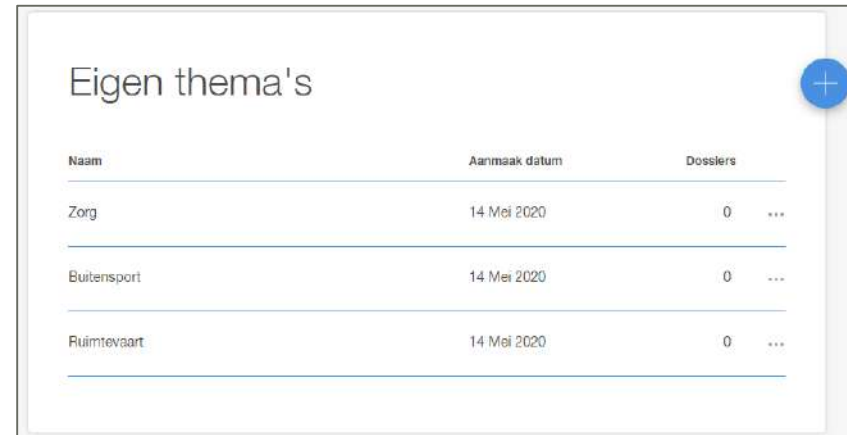 Eigen thema's
Naam Aanmaak datum Dossiers
Zorg 14 Mei 2020 0 ...
Buitensport 14 Mei 2020 0 ...
Ruimtevaart 14 Mei 2020 0 ...